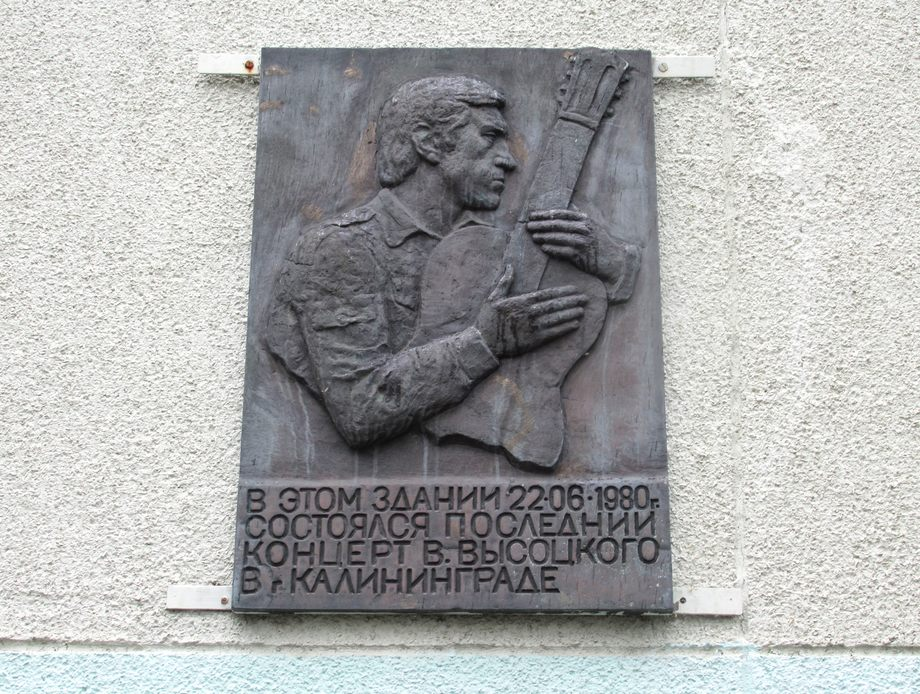 В ЭТОМ ЗДАНИИ 22·06·1980г.
СОСТОЯЛСЯ ПОСЛЕДНИЙ
КОНЦЕРТ В. ВЫСОЦКОГО
В г. КАЛИНИНГРАДЕ